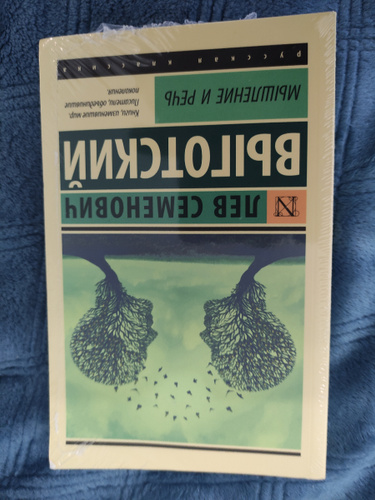 ЛЕВ СЕМЕНОВИЧ
ВЫГОТСКИЙ
МЫШЛЕНИЕ И РЕЧЬ
Книги, изменившие мир.
Писатели, объединившие
поколения.
русская классика